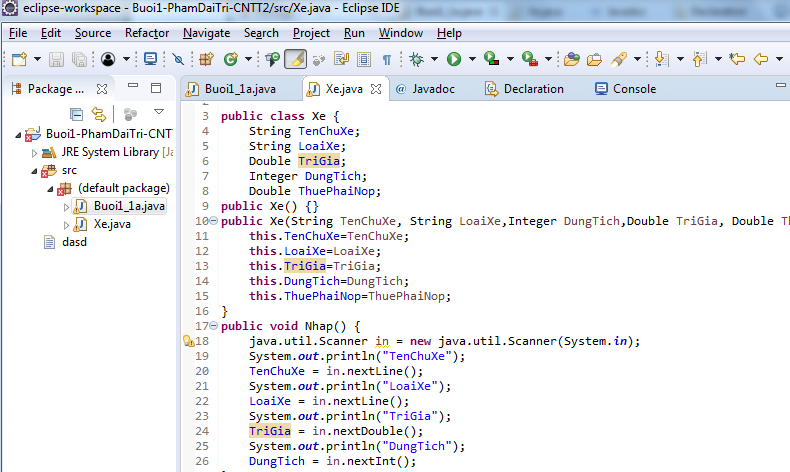 eclipse-workspace - Buoi1-PhamDaiTri-CNTT2/src/Xe.java - Eclipse IDE
File Edit Source Refactor Navigate Search Project Run Window Help
Package ...
Buoi1_1a.java Xe.java @ Javadoc Declaration Console
Buoi1-PhamDaiTri-CNTT
JRE System Library [Ja
src
(default package)
Buoi1_1a.java
Xe.java
dasd
2
3 public class Xe {
4 String TenChuXe;
5 String LoaiXe;
6 Double TriGia;
7 Integer DungTich;
8 Double ThuePhaiNop;
9 public Xe() {}
10 public Xe(String TenChuXe, String LoaiXe,Integer DungTich,Double TriGia, Double Th
11 this.TenChuXe=TenChuXe;
12 this.LoaiXe=LoaiXe;
13 this.TriGia=TriGia;
14 this.DungTich=DungTich;
15 this.ThuePhaiNop=ThuePhaiNop;
16 }
17 public void Nhap() {
18 java.util.Scanner in = new java.util.Scanner(System.in);
19 System.out.println("TenChuXe");
20 TenChuXe = in.nextLine();
21 System.out.println("LoaiXe");
22 LoaiXe = in.nextLine();
23 System.out.println("TriGia");
24 TriGia = in.nextDouble();
25 System.out.println("DungTich");
26 DungTich = in.nextInt();